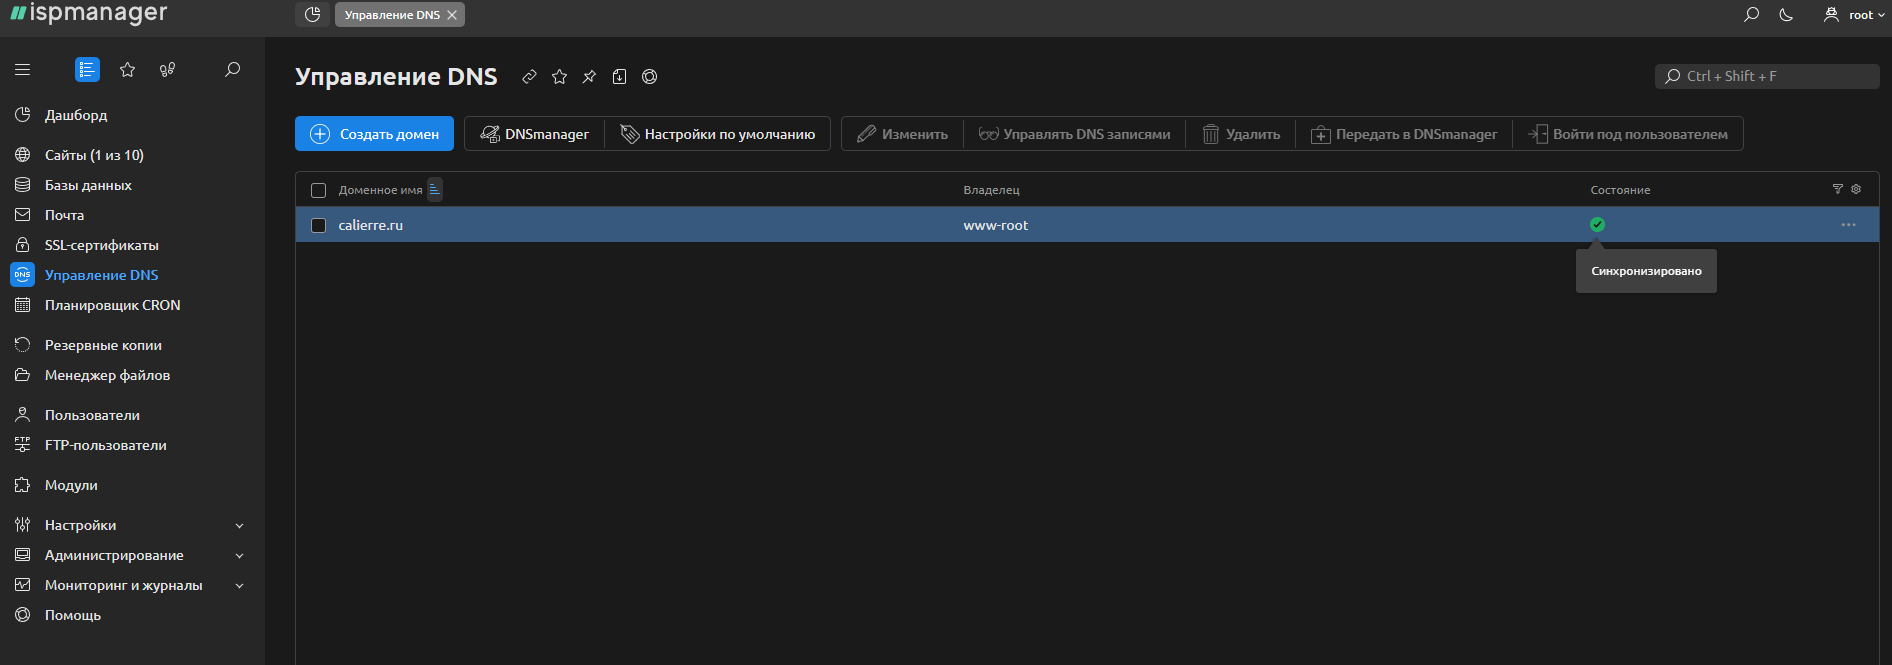 ispmanager
Управление DNS
root
Управление DNS
Ctrl + Shift + F
Дашборд
Сайты (1 из 10)
Базы данных
Почта
SSL-сертификаты
DNS
Управление DNS
Планировщик CRON
Резервные копии
Менеджер файлов
Пользователи
FTP
FTP-пользователи
Модули
Настройки
Администрирование
Мониторинг и журналы
Помощь
Создать домен
DNSmanager
Настройки по умолчанию
Изменить
Управлять DNS записями
Удалить
Передать в DNSmanager
Войти под пользователем
Доменное имя
Владелец
Состояние
calierre.ru
www-root
Синхронизировано